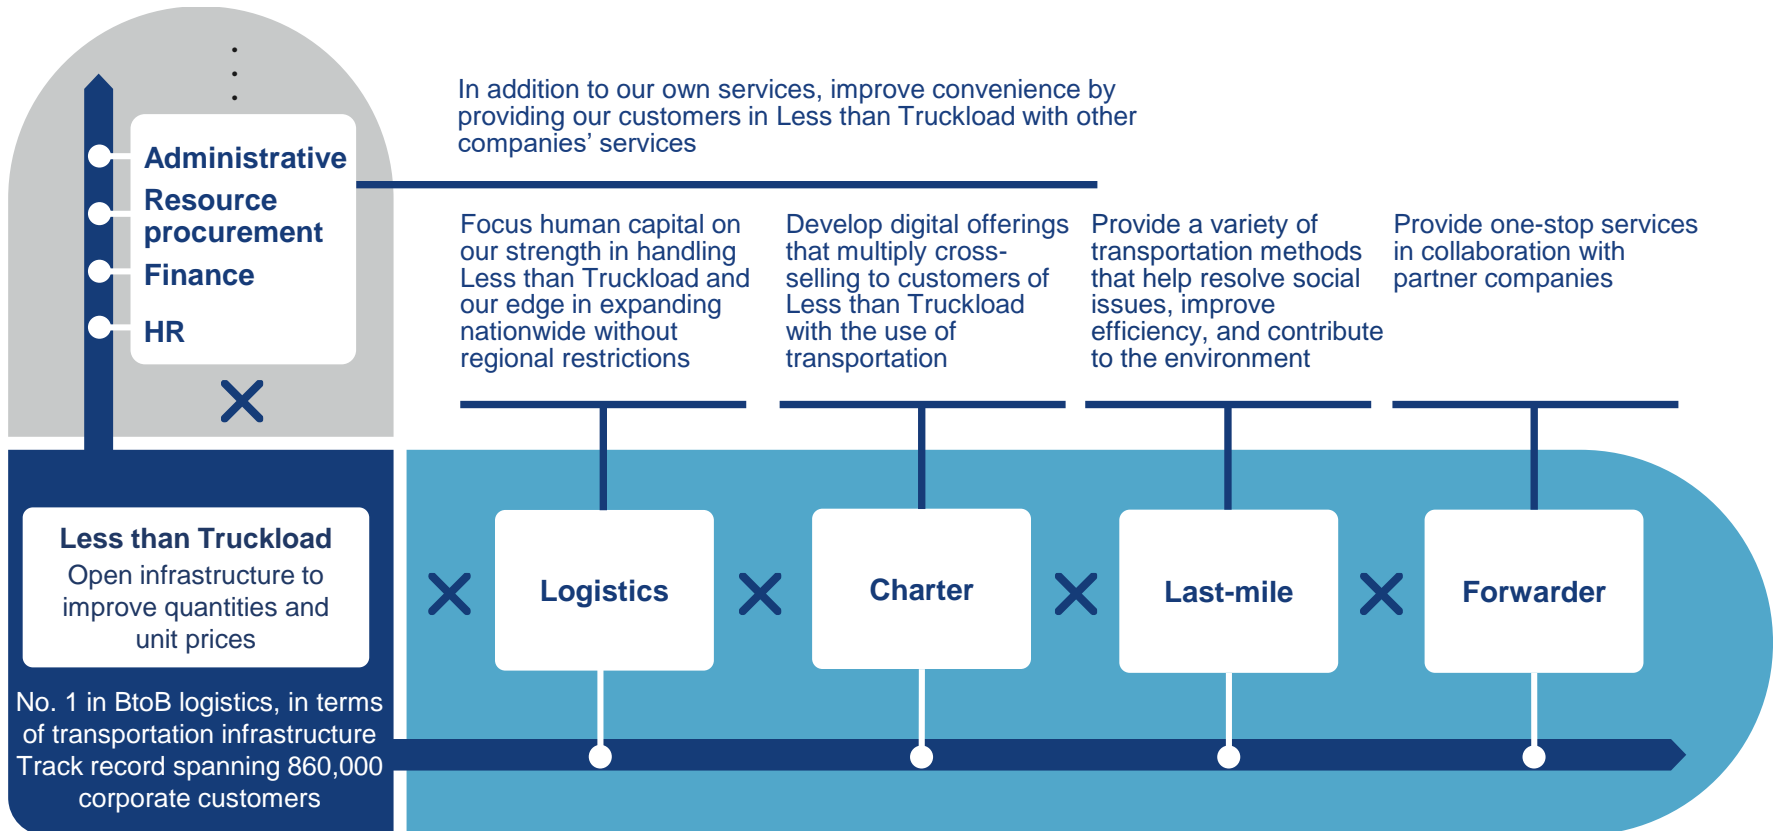 In addition to our own services, improve convenience by
providing our customers in Less than Truckload with other
companies’ services
Administrative
Resource
procurement
Finance
HR
Focus human capital on
our strength in handling
Less than Truckload and
our edge in expanding
nationwide without
regional restrictions
Develop digital offerings
that multiply cross-
selling to customers of
Less than Truckload
with the use of
transportation
Provide a variety of
transportation methods
that help resolve social
issues, improve
efficiency, and contribute
to the environment
Provide one-stop services
in collaboration with
partner companies
Less than Truckload
Open infrastructure to
improve quantities and
unit prices
No. 1 in BtoB logistics, in terms
of transportation infrastructure
Track record spanning 860,000
corporate customers
Logistics
Charter
Last-mile
Forwarder